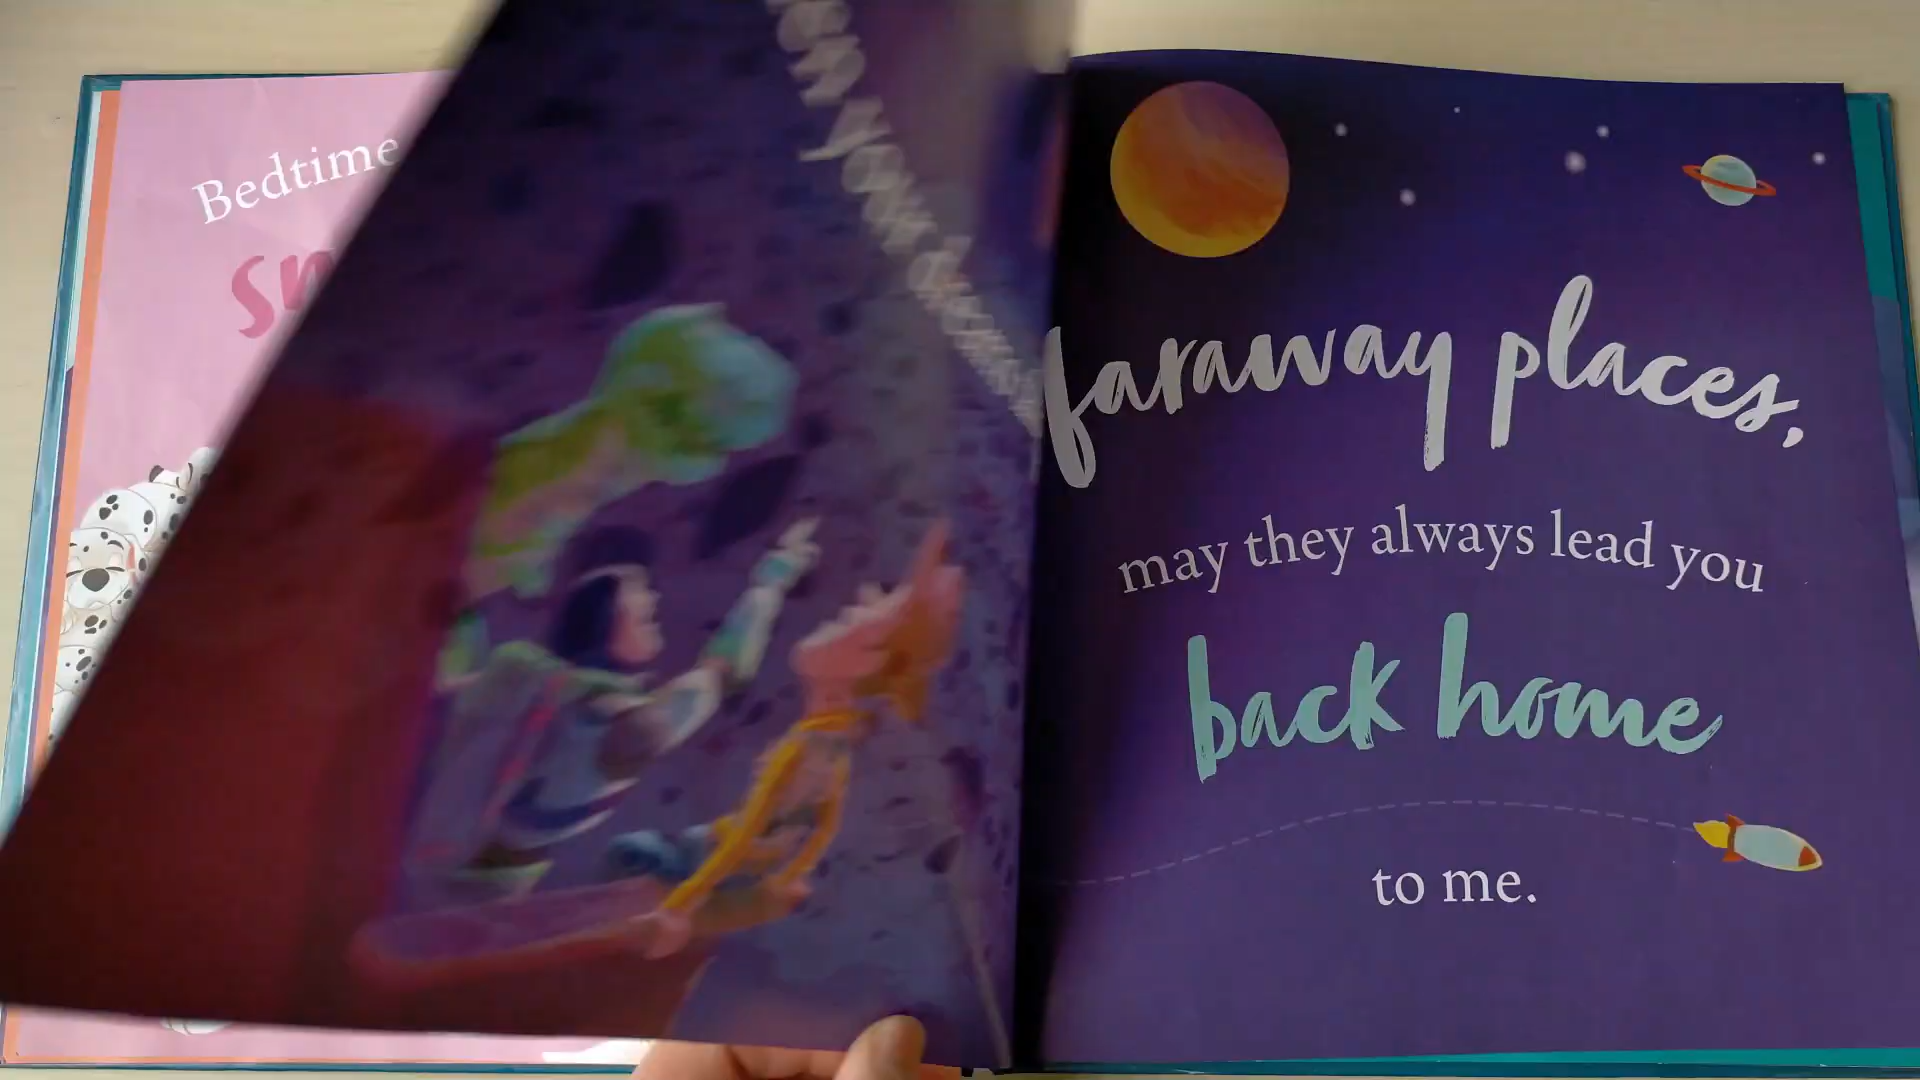 Bedtime
faraway places,
may they always lead you
back home
to me.